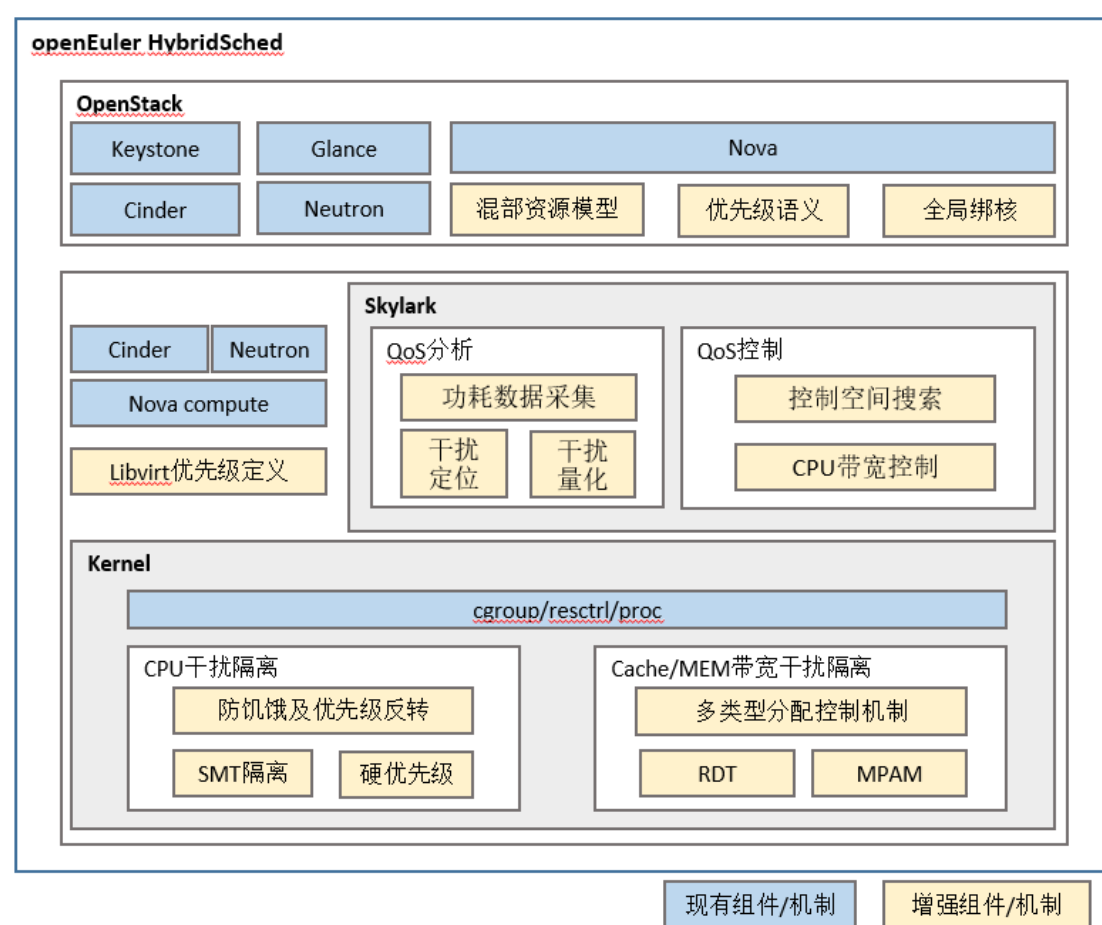 openEuler HybridSched
OpenStack
Keystone
Glance
Nova
Cinder
Neutron
混部资源模型
优先级语义
全局绑核
Skylark
Cinder
Neutron
Nova compute
Libvirt优先级定义
QoS分析
功耗数据采集
干扰
定位
干扰
量化
QoS控制
控制空间搜索
CPU带宽控制
Kernel
cgroup/resctrl/proc
CPU干扰隔离
防饥饿及优先级反转
SMT隔离
硬优先级
Cache/MEM带宽干扰隔离
多类型分配控制机制
RDT
MPAM
现有组件/机制
增强组件/机制